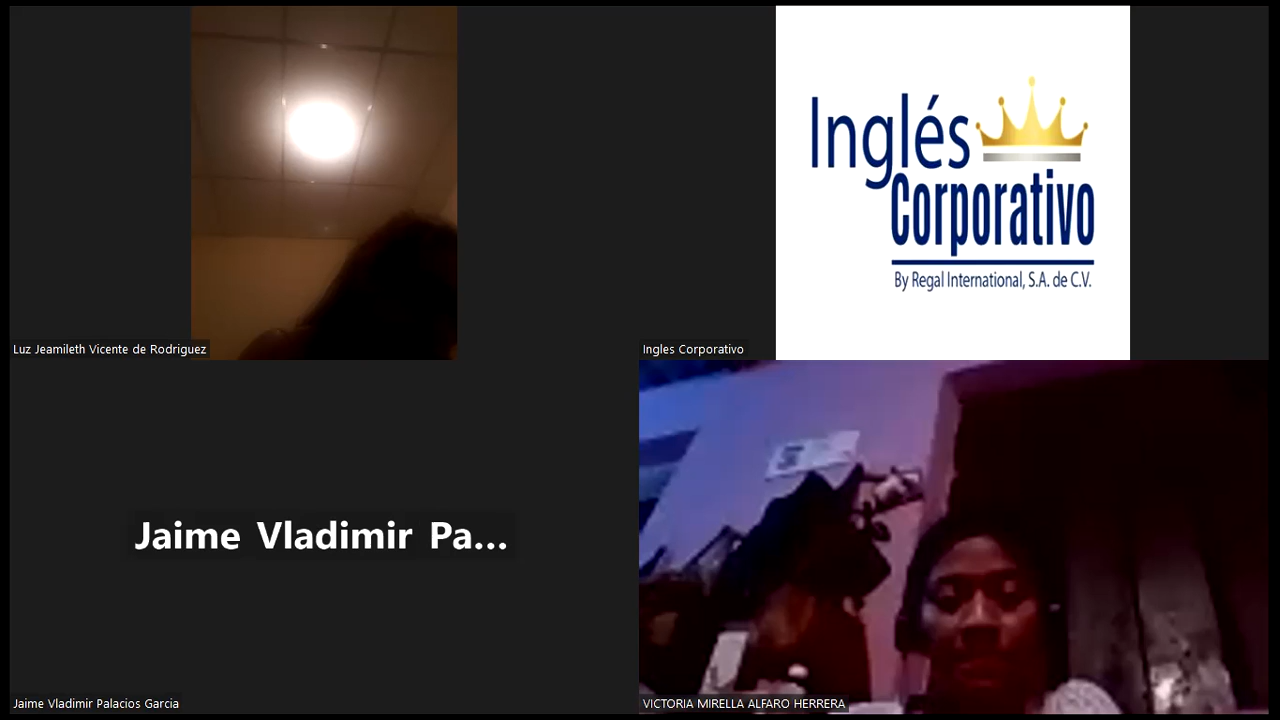 Inglés
Corporativo
By Regal International, S.A. de C.V.
Luz Jeamileth Vicente de Rodriguez
Ingles Corporativo
Jaime Vladimir Pa...
Jaime Vladimir Palacios Garcia
VICTORIA MIRELLA ALFARO HERRERA